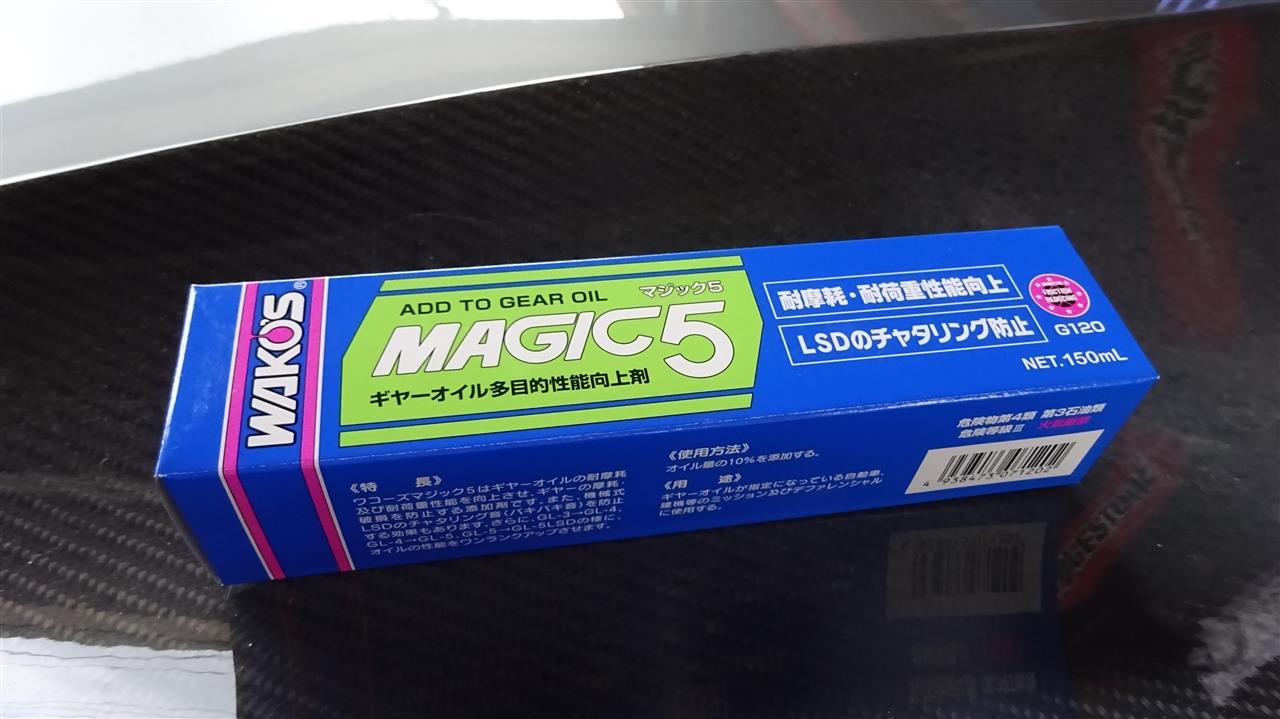 WAKO'S®
ADD TO GEAR OIL
マジック5
MAGIC5
ギヤーオイル多目的性能向上剤
耐摩耗・耐荷重性能向上
LSDのチャタリング防止
FRICTION
REDUCING
G120
NET.150mL
《特　長》
ワコーズマジック5はギヤーオイルの耐摩耗
及び耐荷重性能を向上させ、ギヤーの摩耗・
破損を防止する添加剤です。また、機械式
LSDのチャタリング音(バキバキ音)を防止
する効果もあります。さらに、GL-3→GL-4、
GL-4→GL-5、GL-5→GL-5LSDの様に、
オイルの性能をワンランクアップさせます。
《使用方法》
オイル量の10%を添加する。
《用　途》
ギヤーオイルが指定になっている自動車、
建機等のミッション及びデファレンシャル
に使用する。
危険物第4類 第3石油類
危険等級Ⅲ 火気厳禁
4 938473 071202